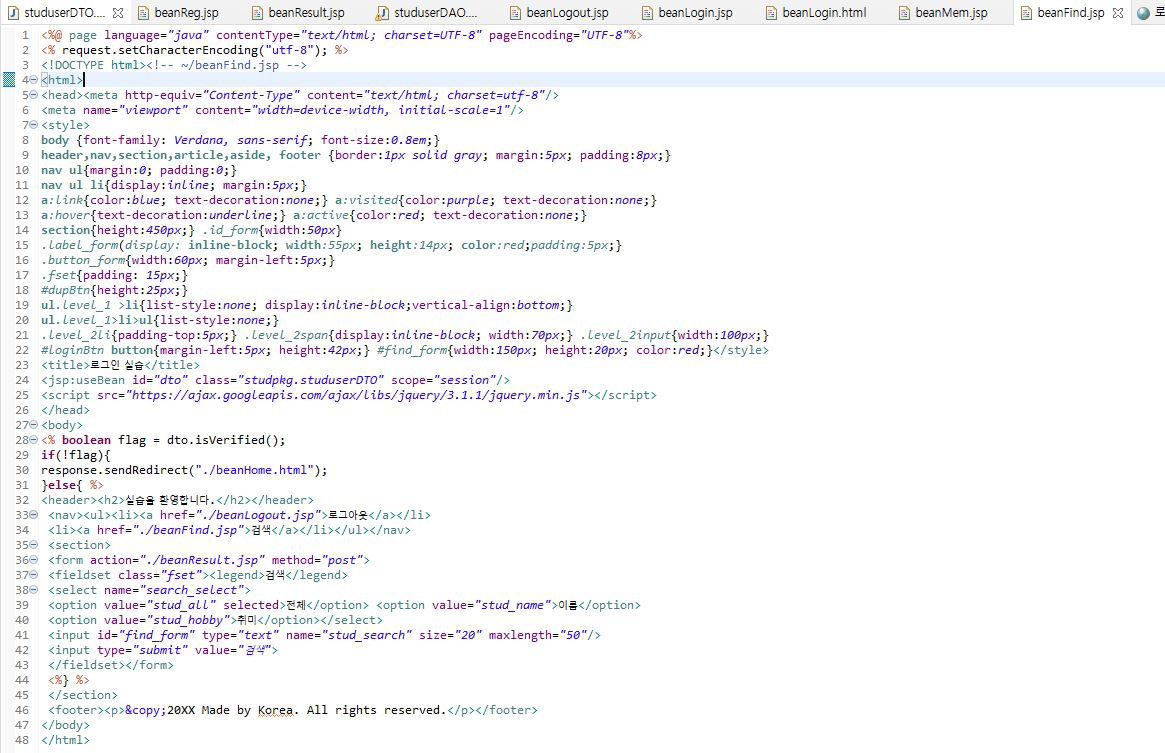 studuserDTO.... beanReg.jsp beanResult.jsp studuserDAO.... beanLogout.jsp beanLogin.jsp beanLogin.html beanMem.jsp beanFind.jsp
1 <%@ page language="java" contentType="text/html; charset=UTF-8" pageEncoding="UTF-8"%>
2 <% request.setCharacterEncoding("utf-8"); %>
3 <!DOCTYPE html><!-- ~/beanFind.jsp -->
4 <html>
5 <head><meta http-equiv="Content-Type" content="text/html; charset=utf-8"/>
6 <meta name="viewport" content="width=device-width, initial-scale=1"/>
7 <style>
8 body {font-family: Verdana, sans-serif; font-size:0.8em;}
9 header,nav,section,article,aside, footer {border:1px solid gray; margin:5px; padding:8px;}
10 nav ul{margin:0; padding:0;}
11 nav ul li{display:inline; margin:5px;}
12 a:link{color:blue; text-decoration:none;} a:visited{color:purple; text-decoration:none;}
13 a:hover{text-decoration:underline;} a:active{color:red; text-decoration:none;}
14 section{height:450px;} .id_form{width:50px}
15 .label_form(display: inline-block; width:55px; height:14px; color:red;padding:5px;}
16 .button_form{width:60px; margin-left:5px;}
17 .fset{padding: 15px;}
18 #dupBtn{height:25px;}
19 ul.level_1 >li{list-style:none; display:inline-block;vertical-align:bottom;}
20 ul.level_1>li>ul{list-style:none;}
21 .level_2li{padding-top:5px;} .level_2span{display:inline-block; width:70px;} .level_2input{width:100px;}
22 #loginBtn button{margin-left:5px; height:42px;} #find_form{width:150px; height:20px; color:red;}</style>
23 <title>로그인 실습</title>
24 <jsp:useBean id="dto" class="studpkg.studuserDTO" scope="session"/>
25 <script src="https://ajax.googleapis.com/ajax/libs/jquery/3.1.1/jquery.min.js"></script>
26 </head>
27 <body>
28 <% boolean flag = dto.isVerified();
29 if(!flag){
30 response.sendRedirect("./beanHome.html");
31 }else{ %>
32 <header><h2>실습을 환영합니다.</h2></header>
33 <nav><ul><li><a href="./beanLogout.jsp">로그아웃</a></li>
34 <li><a href="./beanFind.jsp">검색</a></li></ul></nav>
35 <section>
36 <form action="./beanResult.jsp" method="post">
37 <fieldset class="fset"><legend>검색</legend>
38 <select name="search_select">
39 <option value="stud_all" selected>전체</option> <option value="stud_name">이름</option>
40 <option value="stud_hobby">취미</option></select>
41 <input id="find_form" type="text" name="stud_search" size="20" maxlength="50"/>
42 <input type="submit" value="검색">
43 </fieldset></form>
44 <%} %>
45 </section>
46 <footer><p>&copy;20XX Made by Korea. All rights reserved.</p></footer>
47 </body>
48 </html>